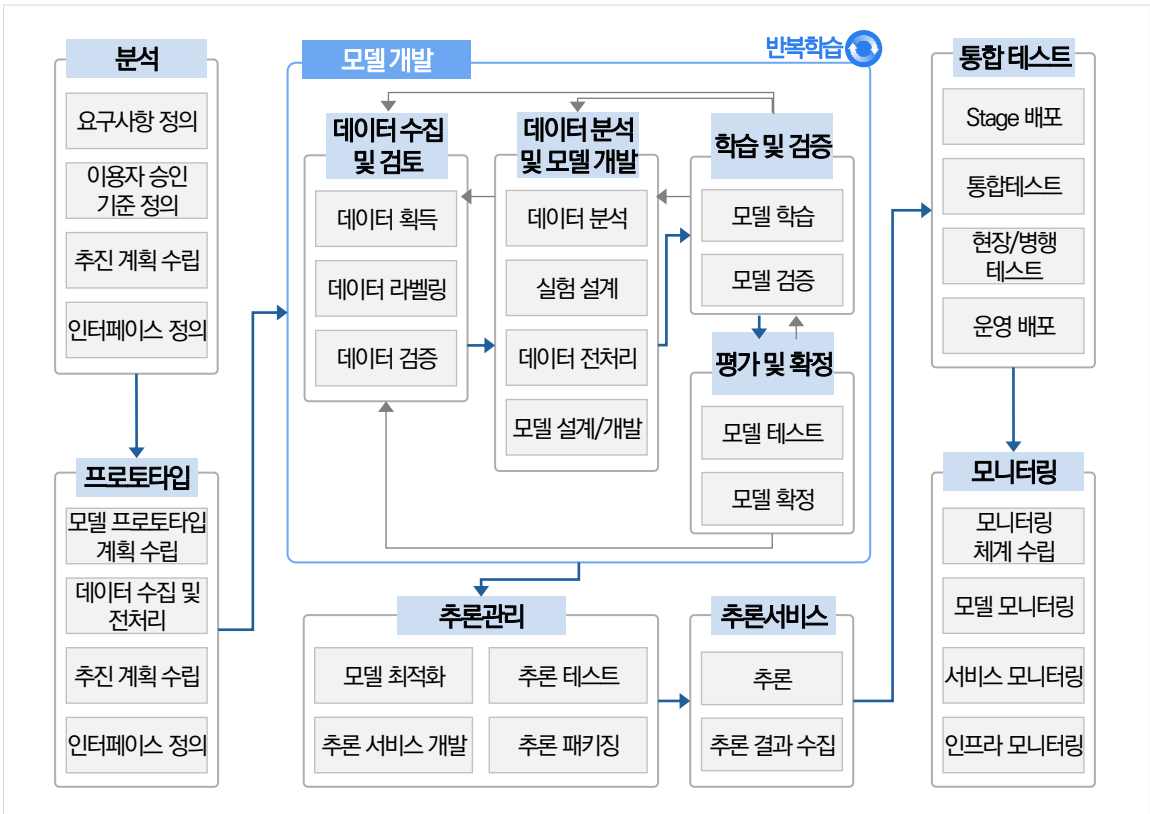 분석
요구사항 정의
이용자 승인
기준 정의
추진 계획 수립
인터페이스 정의
프로토타입
모델 프로토타입
계획 수립
데이터 수집 및
전처리
추진 계획 수립
인터페이스 정의
모델 개발
반복학습
데이터 수집
및 검토
데이터 획득
데이터 라벨링
데이터 검증
데이터 분석
및 모델 개발
데이터 분석
실험 설계
데이터 전처리
모델 설계/개발
학습 및 검증
모델 학습
모델 검증
평가 및 확정
모델 테스트
모델 확정
추론관리
모델 최적화
추론 테스트
추론 서비스 개발
추론 패키징
추론서비스
추론
추론 결과 수집
통합 테스트
Stage 배포
통합테스트
현장/병행
테스트
운영 배포
모니터링
모니터링
체계 수립
모델 모니터링
서비스 모니터링
인프라 모니터링